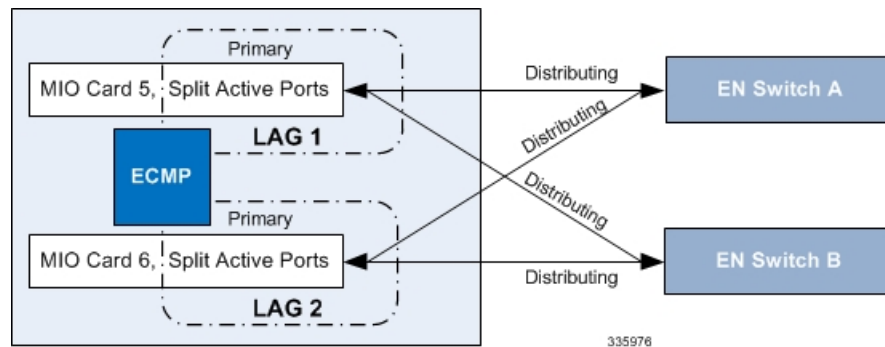 Primary
MIO Card 5, Split Active Ports
LAG 1
ECMP
Primary
MIO Card 6, Split Active Ports
LAG 2
Distributing
Distributing
Distributing
Distributing
EN Switch A
EN Switch B
335976